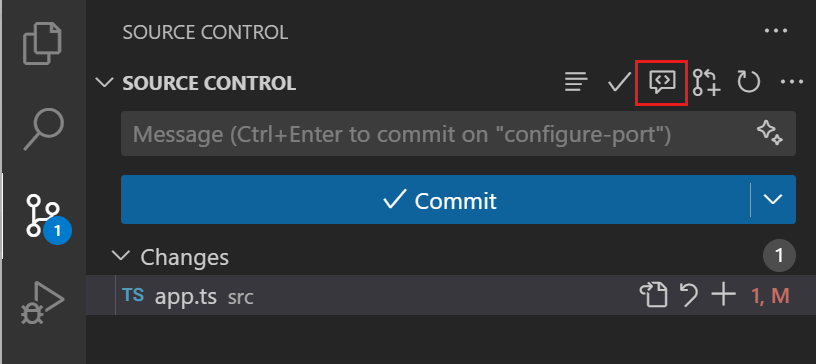 SOURCE CONTROL
SOURCE CONTROL
Message (Ctrl+Enter to commit on "configure-port")
Commit
1
Changes 1
TS app.ts src 1, M